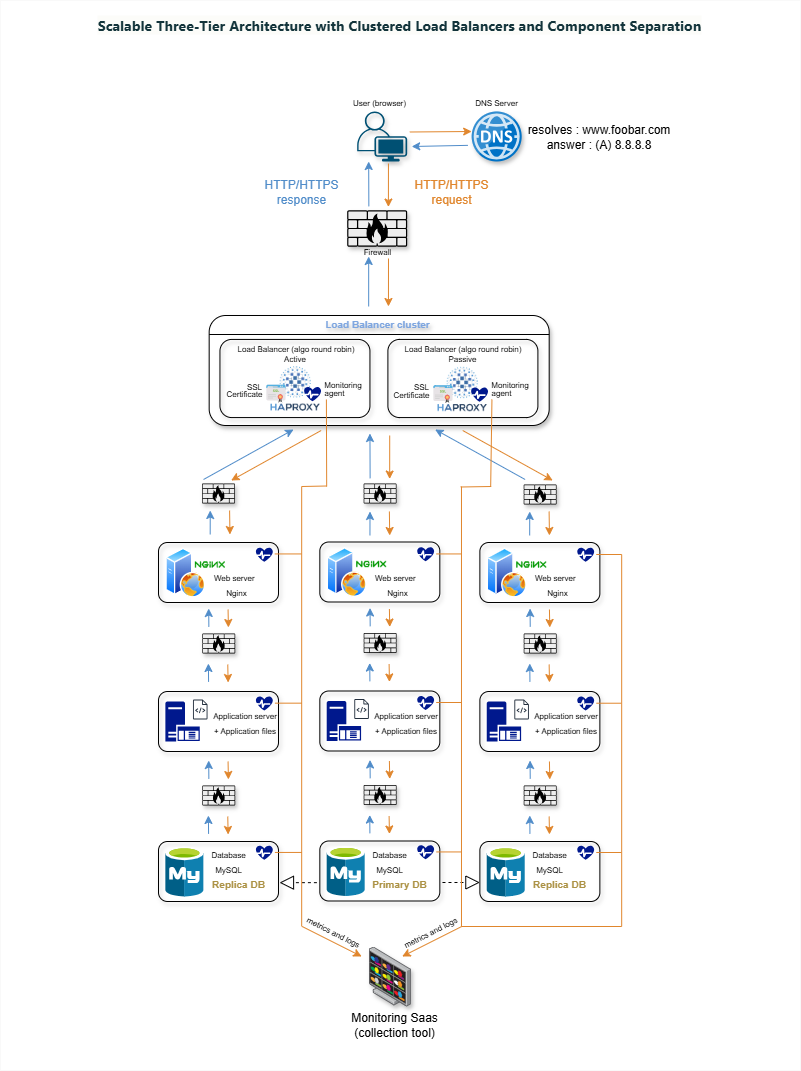 Scalable Three-Tier Architecture with Clustered Load Balancers and Component Separation
User (browser)
DNS Server
DNS
resolves : www.foobar.com
answer : (A) 8.8.8.8
HTTP/HTTPS
response
HTTP/HTTPS
request
Firewall
Load Balancer cluster
Load Balancer (algo round robin)
Active
SSL
Certificate
Monitoring
agent
HAPROXY
Load Balancer (algo round robin)
Passive
SSL
Certificate
Monitoring
agent
HAPROXY
NGINX
Web server
Nginx
NGINX
Web server
Nginx
NGINX
Web server
Nginx
</>
Application server
+ Application files
</>
Application server
+ Application files
</>
Application server
+ Application files
My
Database
MySQL
Replica DB
My
Database
MySQL
Primary DB
My
Database
MySQL
Replica DB
metrics and logs
metrics and logs
Monitoring Saas
(collection tool)